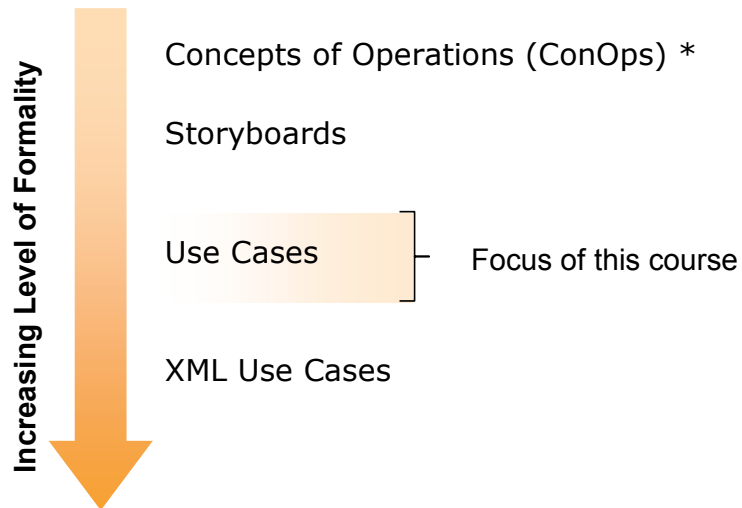 Increasing Level of Formality
Concepts of Operations (ConOps) *
Storyboards
Use Cases
Focus of this course
XML Use Cases